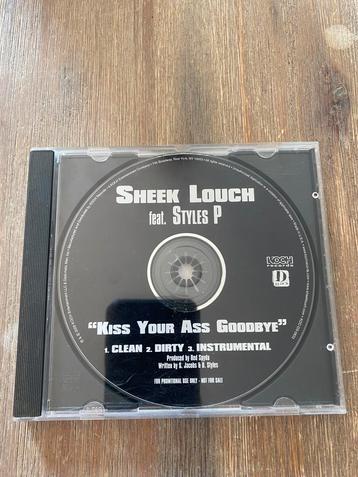 SHEEK LOUCH
feat. STYLES P
KOCH
records
D
"KISS YOUR ASS GOODBYE"
1. CLEAN 2. DIRTY 3. INSTRUMENTAL
Produced by Red Spyda
Written by S. Jacobs & D. Styles
FOR PROMOTIONAL USE ONLY - NOT FOR SALE